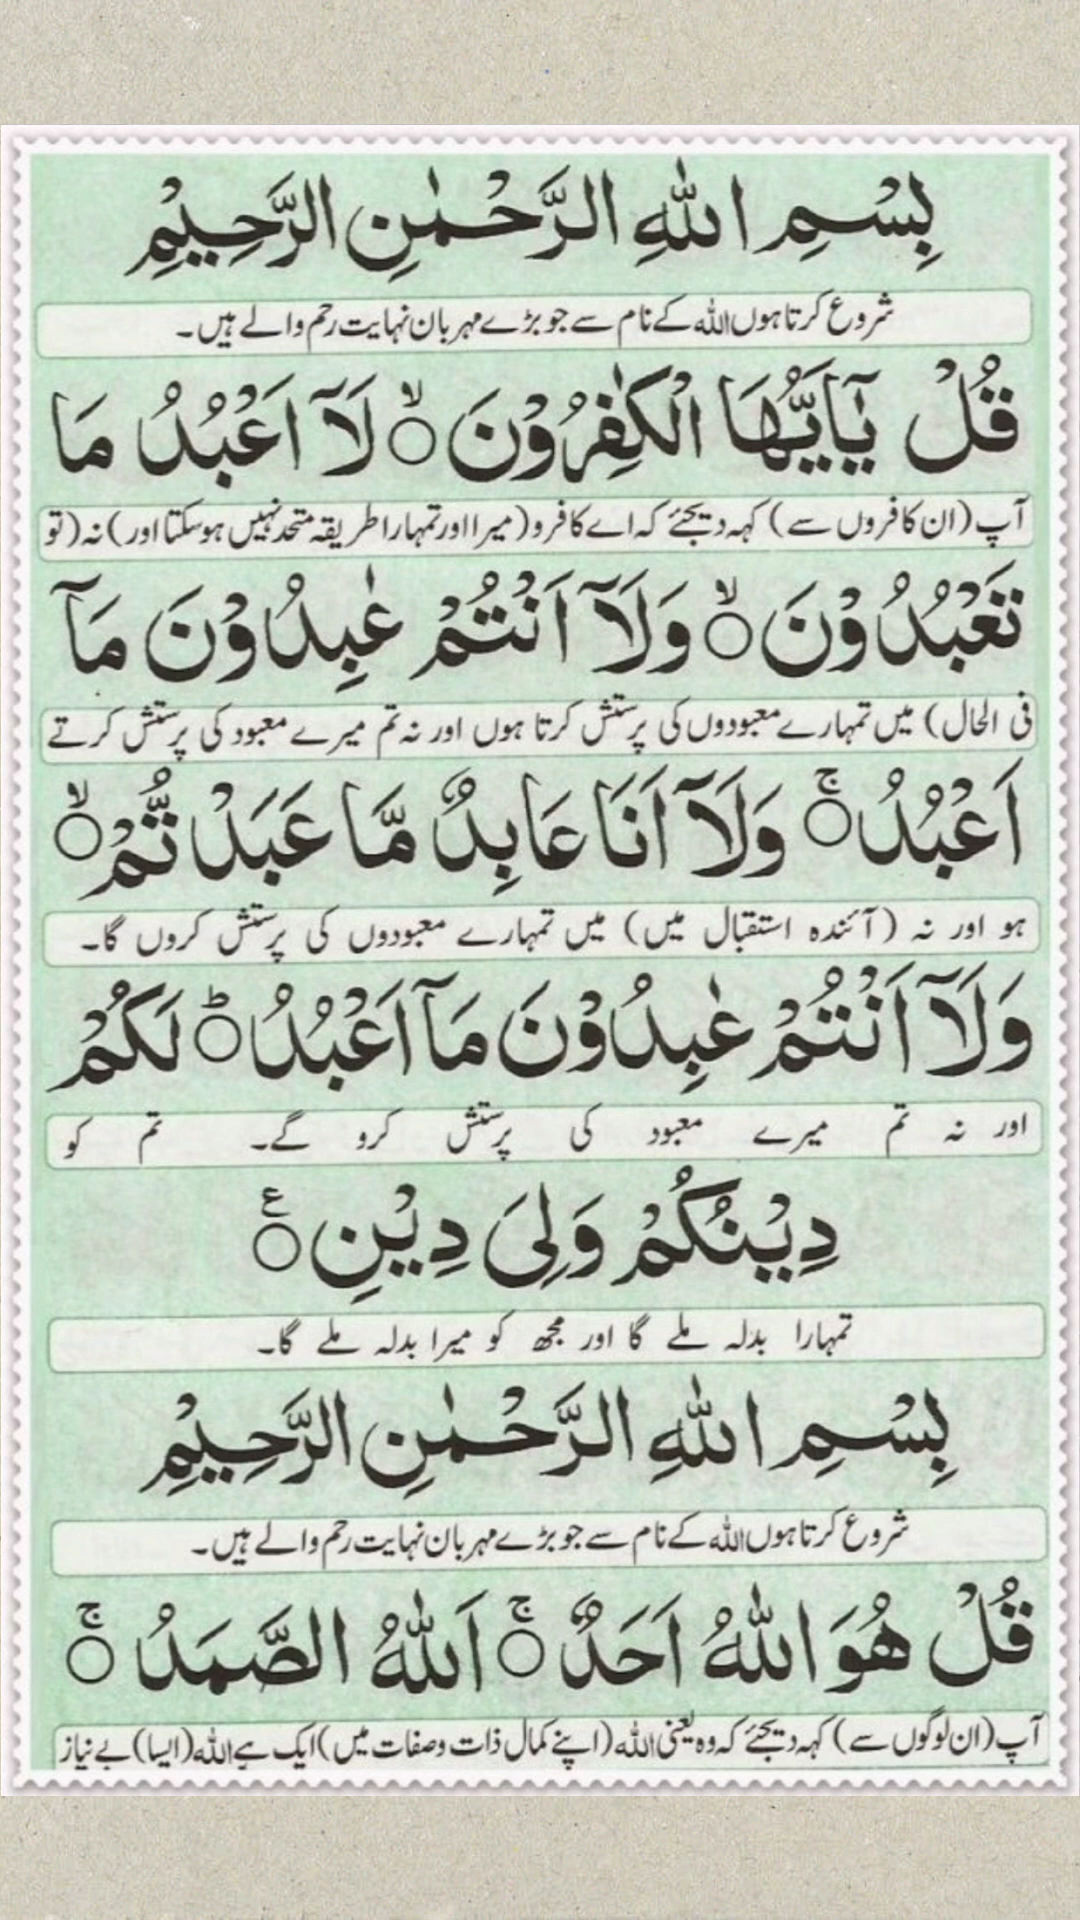 بِسْمِ اللّٰهِ الرَّحْمٰنِ الرَّحِيْمِ
شروع کرتا ہوں اللہ کے نام سے جو بڑے مہربان نہایت رحم والے ہیں۔
قُلْ يٰۤاَيُّهَا الْكٰفِرُوْنَ ۙ لَاۤ اَعْبُدُ مَا
آپ (ان کافروں سے) کہہ دیجئے کہ اے کافرو (میرا اور تمہارا طریقہ متحد نہیں ہو سکتا اور) نہ (تو
تَعْبُدُوْنَ ۙ وَلَاۤ اَنْتُمْ عٰبِدُوْنَ مَاۤ
فی الحال) میں تمہارے معبودوں کی پرستش کرتا ہوں اور نہ تم میرے معبود کی پرستش کرتے
اَعْبُدُ ۚ وَلَاۤ اَنَا عَابِدٌ مَّا عَبَدْتُّمْ ۙ
ہو اور نہ (آئندہ استقبال میں) میں تمہارے معبودوں کی پرستش کروں گا۔
وَلَاۤ اَنْتُمْ عٰبِدُوْنَ مَاۤ اَعْبُدُ ؕ لَكُمْ
اور نہ تم میرے معبود کی پرستش کرو گے۔ تم کو
دِيْنُكُمْ وَلِيَ دِيْنِ ۧ
تمہارا بدلہ ملے گا اور مجھ کو میرا بدلہ ملے گا۔
بِسْمِ اللّٰهِ الرَّحْمٰنِ الرَّحِيْمِ
شروع کرتا ہوں اللہ کے نام سے جو بڑے مہربان نہایت رحم والے ہیں۔
قُلْ هُوَ اللّٰهُ اَحَدٌ ۚ اَللّٰهُ الصَّمَدُ ۚ
آپ (ان لوگوں سے) کہہ دیجئے کہ وہ یعنی اللہ (اپنے کمال ذات و صفات میں) ایک ہے اللہ (ایسا) بے نیاز